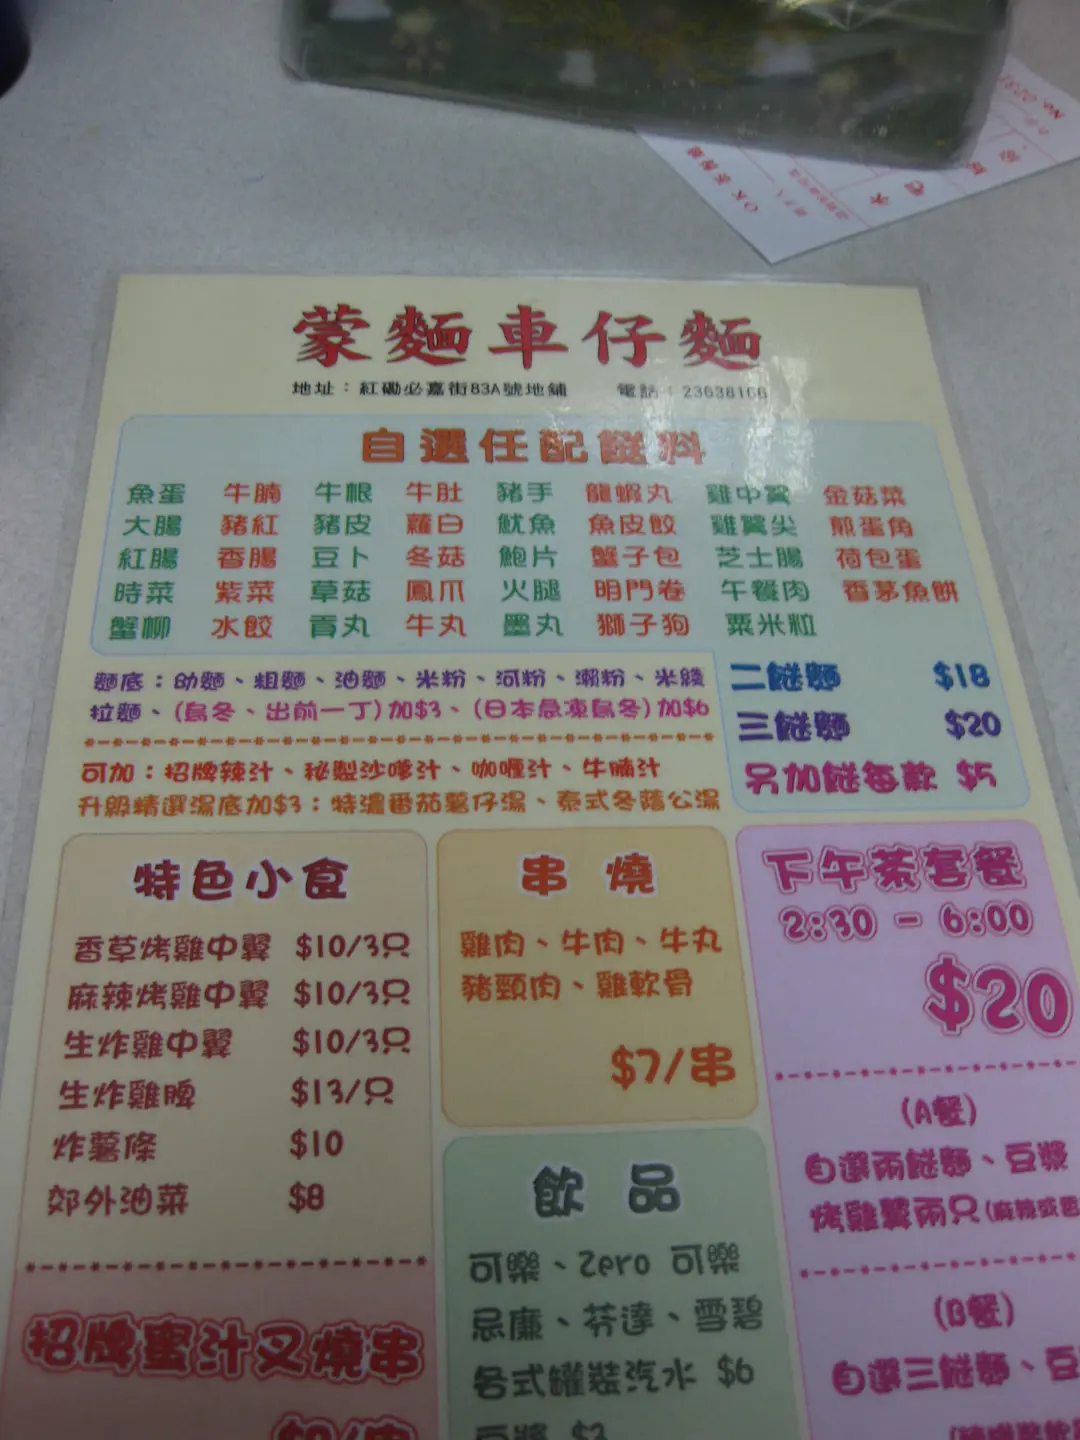 蒙麵車仔麵
地址：紅磡必嘉街83A號地舖 電話：23638166
自選任配餸料
魚蛋 牛腩 牛根 牛肚 豬手 龍蝦丸 雞中翼 金菇菜
大腸 豬紅 豬皮 蘿白 魷魚 魚皮餃 雞翼尖 煎蛋角
紅腸 香腸 豆卜 冬菇 鮑片 蟹子包 芝士腸 荷包蛋
時菜 紫菜 草菇 鳳爪 火腿 明門卷 午餐肉 香茅魚餅
蟹柳 水餃 貢丸 牛丸 墨丸 獅子狗 粟米粒
麵底：幼麵、粗麵、油麵、米粉、河粉、瀨粉、米綫
拉麵、(烏冬、出前一丁)加$3、(日本急凍烏冬)加$6
可加：招牌辣汁、秘製沙嗲汁、咖喱汁、牛腩汁
升級精選湯底加$3：特濃番茄薯仔湯、泰式冬蔭公湯
二餸麵 $18
三餸麵 $20
另加餸每款 $5
特色小食
香草烤雞中翼 $10/3只
麻辣烤雞中翼 $10/3只
生炸雞中翼 $10/3只
生炸雞脾 $13/只
炸薯條 $10
郊外油菜 $8
招牌蜜汁叉燒串
串燒
雞肉、牛肉、牛丸
豬頸肉、雞軟骨
$7/串
飲品
可樂、Zero 可樂
忌廉、芬達、雪碧
各式罐裝汽水 $6
豆漿 $3
下午茶套餐
2:30 - 6:00
$20
(A餐)
自選兩餸麵、豆漿
烤雞翼兩只(麻辣或
(B餐)
自選三餸麵、豆